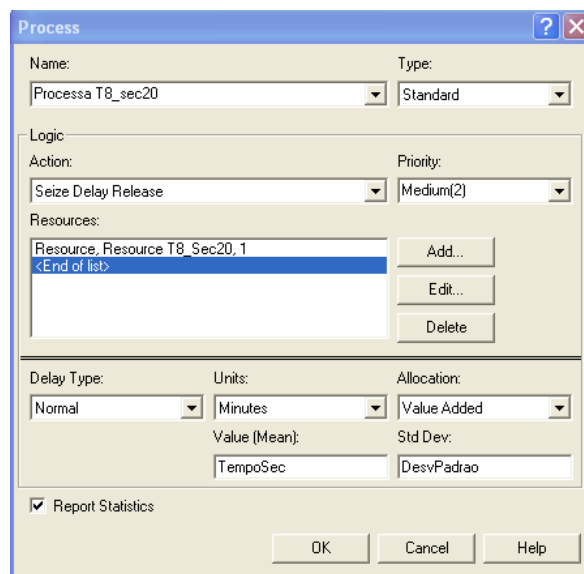 Process
Name:
Type:
Processa T8_sec20
Standard
Logic
Action:
Priority:
Seize Delay Release
Medium(2)
Resources:
Resource, Resource T8_Sec20, 1
<End of list>
Add...
Edit...
Delete
Delay Type:
Units:
Allocation:
Normal
Minutes
Value Added
Value (Mean):
Std Dev:
TempoSec
DesvPadrao
Report Statistics
OK
Cancel
Help